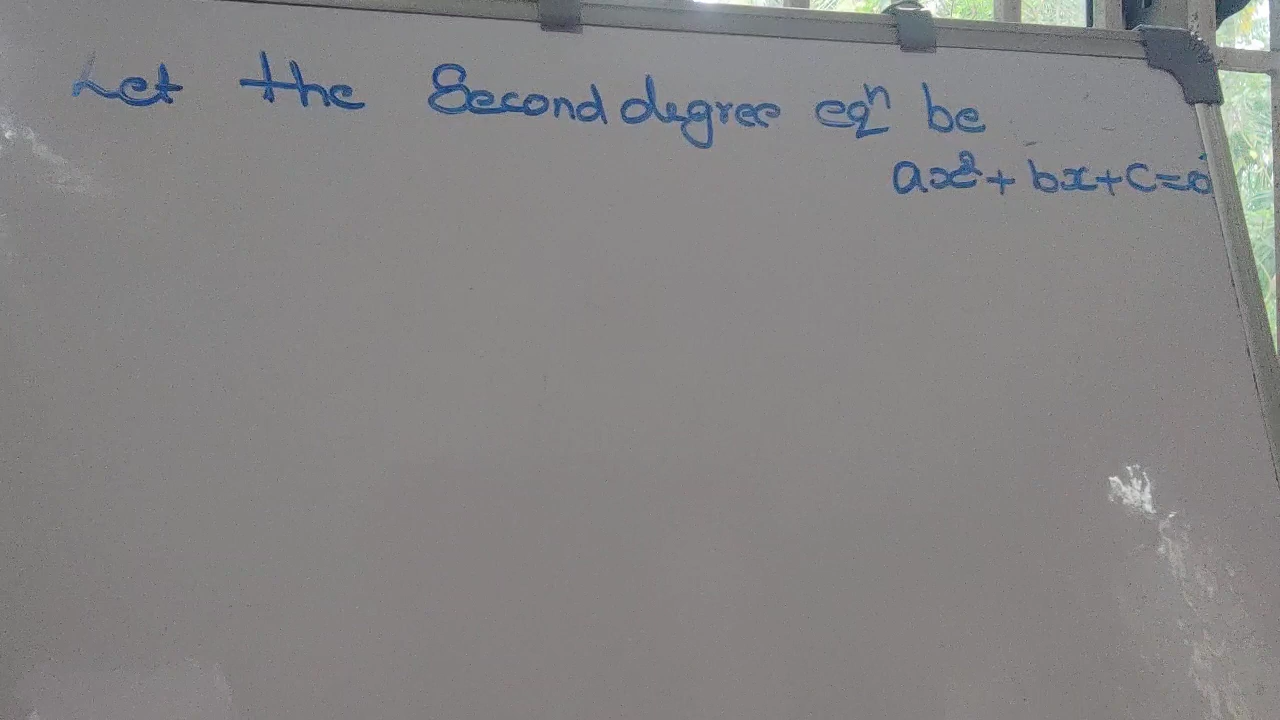 Let the Second degree eqⁿ be
ax²+ bx+c=0